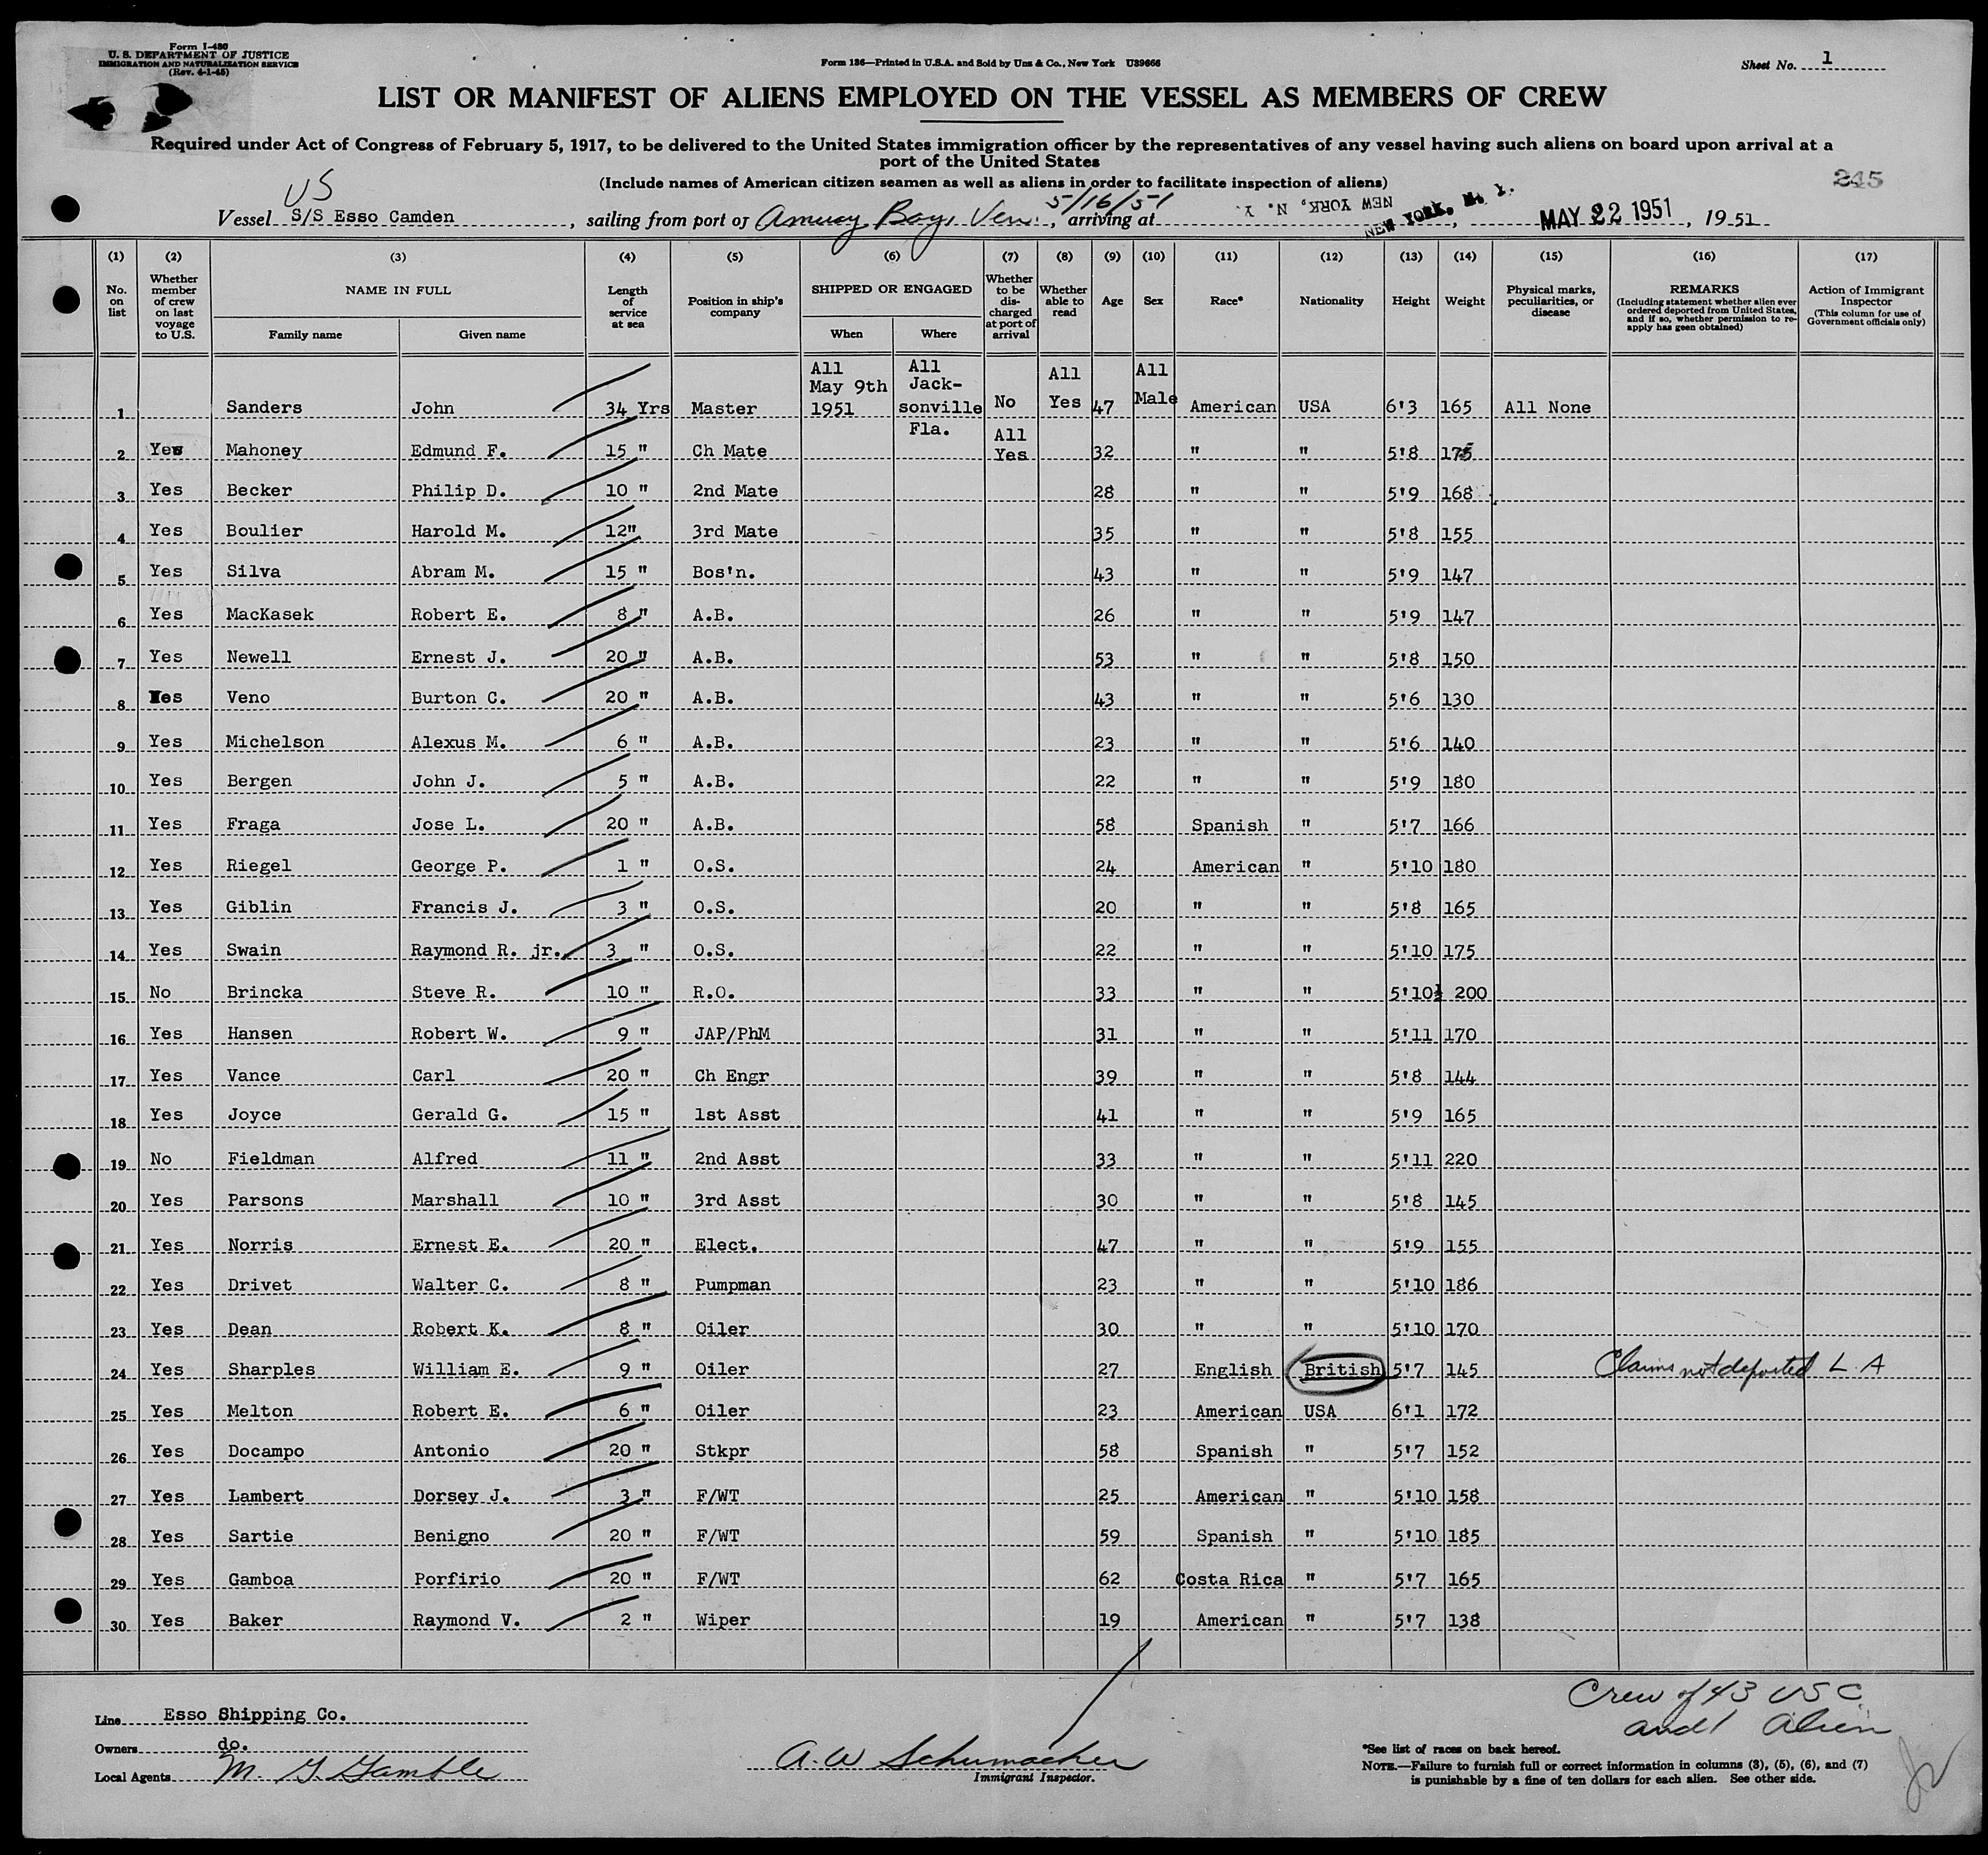 Form I-480
U. S. DEPARTMENT OF JUSTICE
IMMIGRATION AND NATURALIZATION SERVICE
(Rev. 4-1-45)
Form 136—Printed in U.S.A. and Sold by Unz & Co., New York U39666
Sheet No. 1
LIST OR MANIFEST OF ALIENS EMPLOYED ON THE VESSEL AS MEMBERS OF CREW
Required under Act of Congress of February 5, 1917, to be delivered to the United States immigration officer by the representatives of any vessel having such aliens on board upon arrival at a
port of the United States
(Include names of American citizen seamen as well as aliens in order to facilitate inspection of aliens)
245
US
5/16/51
NEW YORK, N. Y.
Vessel S/S Esso Camden, sailing from port of Amuay Bay, Ven., arriving at NEW YORK, N. Y., MAY 22 1951, 1951
(1) (2) (3) (4) (5) (6) (7) (8) (9) (10) (11) (12) (13) (14) (15) (16) (17)
No. on list
Whether member of crew on last voyage to U.S.
NAME IN FULL
Family name Given name
Length of service at sea
Position in ship's company
SHIPPED OR ENGAGED
When Where
Whether to be discharged at port of arrival
Whether able to read
Age
Sex
Race*
Nationality
Height
Weight
Physical marks, peculiarities, or disease
REMARKS
(Including statement whether alien ever ordered deported from United States, and if so, whether permission to re-apply has geen obtained)
Action of Immigrant Inspector
(This column for use of Government officials only)
1 Sanders John 34 Yrs Master All May 9th 1951 All Jack-sonville Fla. No All Yes 47 All Male American USA 6'3 165 All None
2 Yes Mahoney Edmund F. 15 " Ch Mate All Yes 32 " " 5'8 175
3 Yes Becker Philip D. 10 " 2nd Mate 28 " " 5'9 168
4 Yes Boulier Harold M. 12" 3rd Mate 35 " " 5'8 155
5 Yes Silva Abram M. 15 " Bos'n. 43 " " 5'9 147
6 Yes MacKasek Robert E. 8 " A.B. 26 " " 5'9 147
7 Yes Newell Ernest J. 20 " A.B. 53 " " 5'8 150
8 Yes Veno Burton C. 20 " A.B. 43 " " 5'6 130
9 Yes Michelson Alexus M. 6 " A.B. 23 " " 5'6 140
10 Yes Bergen John J. 5 " A.B. 22 " " 5'9 180
11 Yes Fraga Jose L. 20 " A.B. 58 Spanish " 5'7 166
12 Yes Riegel George P. 1 " O.S. 24 American " 5'10 180
13 Yes Giblin Francis J. 3 " O.S. 20 " " 5'8 165
14 Yes Swain Raymond R. jr. 3 " O.S. 22 " " 5'10 175
15 No Brincka Steve R. 10 " R.O. 33 " " 5'10½ 200
16 Yes Hansen Robert W. 9 " JAP/PhM 31 " " 5'11 170
17 Yes Vance Carl 20 " Ch Engr 39 " " 5'8 144
18 Yes Joyce Gerald G. 15 " 1st Asst 41 " " 5'9 165
19 No Fieldman Alfred 11 " 2nd Asst 33 " " 5'11 220
20 Yes Parsons Marshall 10 " 3rd Asst 30 " " 5'8 145
21 Yes Norris Ernest E. 20 " Elect. 47 " " 5'9 155
22 Yes Drivet Walter C. 8 " Pumpman 23 " " 5'10 186
23 Yes Dean Robert K. 8 " Oiler 30 " " 5'10 170
24 Yes Sharples William E. 9 " Oiler 27 English British 5'7 145 Claims not deported L. A
25 Yes Melton Robert E. 6 " Oiler 23 American USA 6'1 172
26 Yes Docampo Antonio 20 " Stkpr 58 Spanish " 5'7 152
27 Yes Lambert Dorsey J. 3 " F/WT 25 American " 5'10 158
28 Yes Sartie Benigno 20 " F/WT 59 Spanish " 5'10 185
29 Yes Gamboa Porfirio 20 " F/WT 62 Costa Rica " 5'7 165
30 Yes Baker Raymond V. 2 " Wiper 19 American " 5'7 138
Crew of 43 USC
and 1 Alien
Line Esso Shipping Co.
Owners do.
Local Agents M. G. Gamble
A. W Schumacher
Immigrant Inspector.
*See list of races on back hereof.
NOTE.—Failure to furnish full or correct information in columns (3), (5), (6), and (7)
is punishable by a fine of ten dollars for each alien. See other side.